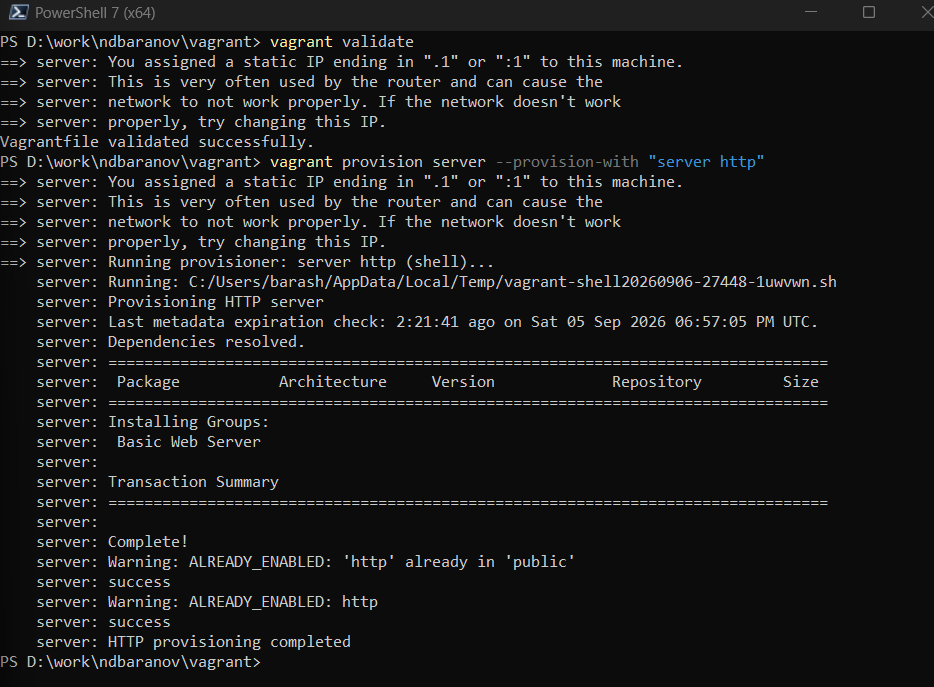 PowerShell 7 (x64)
PS D:\work\ndbaranov\vagrant> vagrant validate
==> server: You assigned a static IP ending in ".1" or ":1" to this machine.
==> server: This is very often used by the router and can cause the
==> server: network to not work properly. If the network doesn't work
==> server: properly, try changing this IP.
Vagrantfile validated successfully.
PS D:\work\ndbaranov\vagrant> vagrant provision server --provision-with "server http"
==> server: You assigned a static IP ending in ".1" or ":1" to this machine.
==> server: This is very often used by the router and can cause the
==> server: network to not work properly. If the network doesn't work
==> server: properly, try changing this IP.
==> server: Running provisioner: server http (shell)...
    server: Running: C:/Users/barash/AppData/Local/Temp/vagrant-shell20260906-27448-1uwvwn.sh
    server: Provisioning HTTP server
    server: Last metadata expiration check: 2:21:41 ago on Sat 05 Sep 2026 06:57:05 PM UTC.
    server: Dependencies resolved.
    server: ================================================================================
    server:  Package           Architecture     Version             Repository         Size
    server: ================================================================================
    server: Installing Groups:
    server:  Basic Web Server
    server:
    server: Transaction Summary
    server: ================================================================================
    server:
    server: Complete!
    server: Warning: ALREADY_ENABLED: 'http' already in 'public'
    server: success
    server: Warning: ALREADY_ENABLED: http
    server: success
    server: HTTP provisioning completed
PS D:\work\ndbaranov\vagrant>